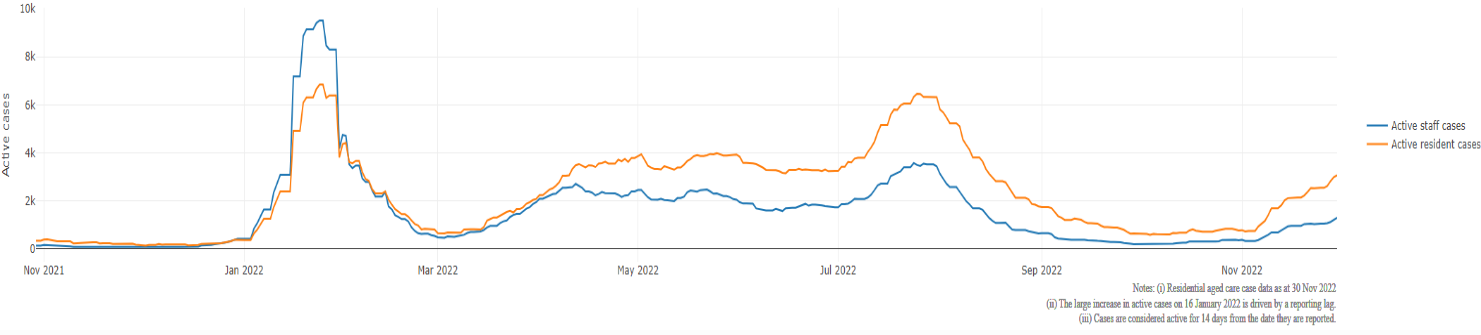 10k
8k
6k
4k
2k
0
Active cases
Nov 2021
Jan 2022
Mar 2022
May 2022
Jul 2022
Sep 2022
Nov 2022
Active staff cases
Active resident cases
Notes: (i) Residential aged care case data as at 30 Nov 2022
(ii) The large increase in active cases on 16 January 2022 is driven by a reporting lag.
(iii) Cases are considered active for 14 days from the date they are reported.